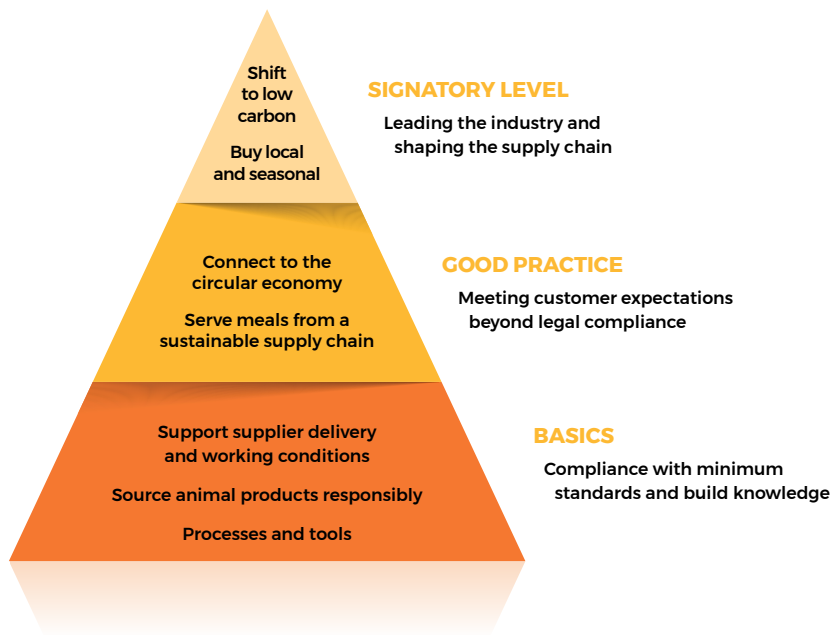 Shift
to low
carbon
Buy local
and seasonal
SIGNATORY LEVEL
Leading the industry and
shaping the supply chain
Connect to the
circular economy
Serve meals from a
sustainable supply chain
GOOD PRACTICE
Meeting customer expectations
beyond legal compliance
Support supplier delivery
and working conditions
Source animal products responsibly
Processes and tools
BASICS
Compliance with minimum
standards and build knowledge